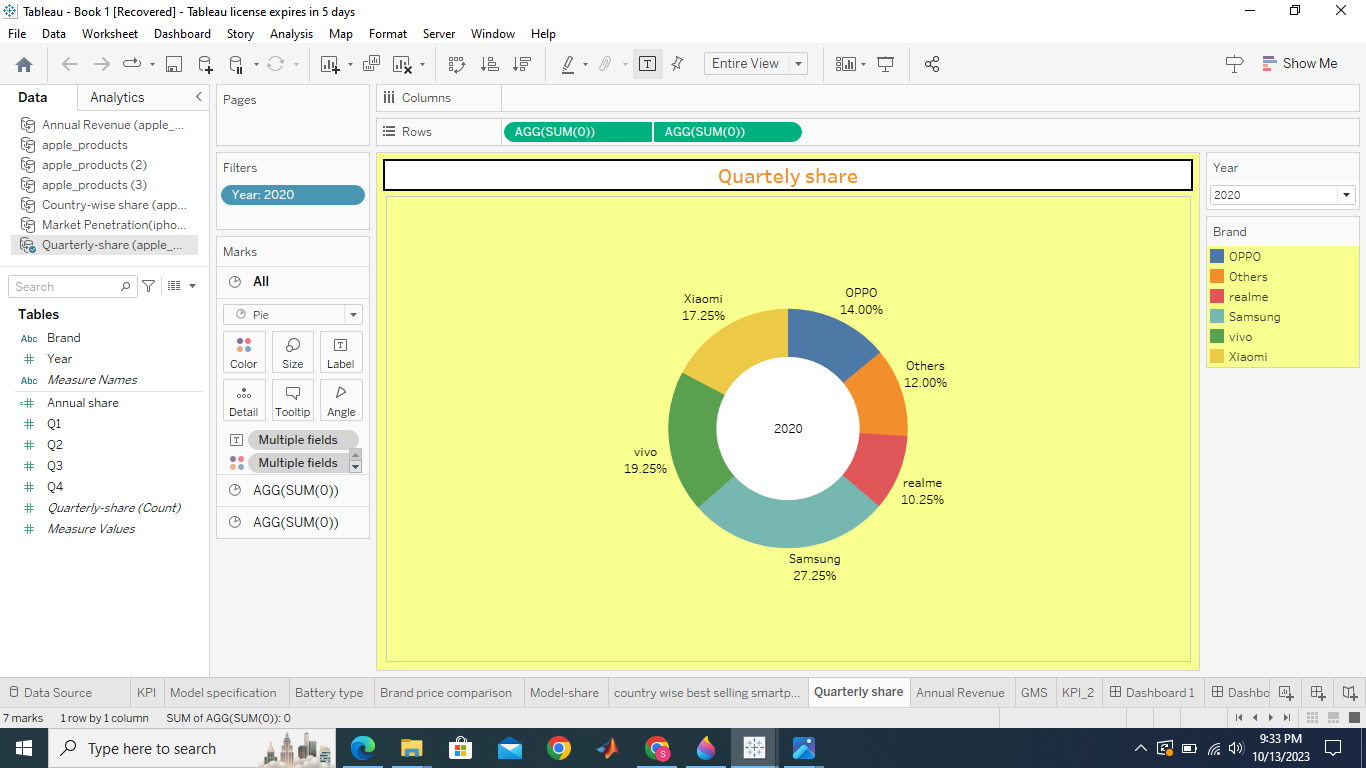 Tableau - Book 1 [Recovered] - Tableau license expires in 5 days
File Data Worksheet Dashboard Story Analysis Map Format Server Window Help
Entire View
Show Me
Data Analytics
Annual Revenue (apple_...
apple_products
apple_products (2)
apple_products (3)
Country-wise share (app...
Market Penetration(ipho...
Quarterly-share (apple_...
Search
Tables
Abc Brand
Year
Abc Measure Names
Annual share
Q1
Q2
Q3
Q4
Quarterly-share (Count)
Measure Values
Pages
Filters
Year: 2020
Marks
All
Pie
Color Size Label
Detail Tooltip Angle
Multiple fields
Multiple fields
AGG(SUM(0))
AGG(SUM(0))
Columns
Rows AGG(SUM(0)) AGG(SUM(0))
Quartely share
Xiaomi
17.25%
OPPO
14.00%
Others
12.00%
2020
vivo
19.25%
realme
10.25%
Samsung
27.25%
Year
2020
Brand
OPPO
Others
realme
Samsung
vivo
Xiaomi
Data Source KPI Model specification Battery type Brand price comparison Model-share country wise best selling smartp... Quarterly share Annual Revenue GMS KPI_2 Dashboard 1 Dashbo
7 marks 1 row by 1 column SUM of AGG(SUM(0)): 0
Type here to search
S
9:33 PM
10/13/2023